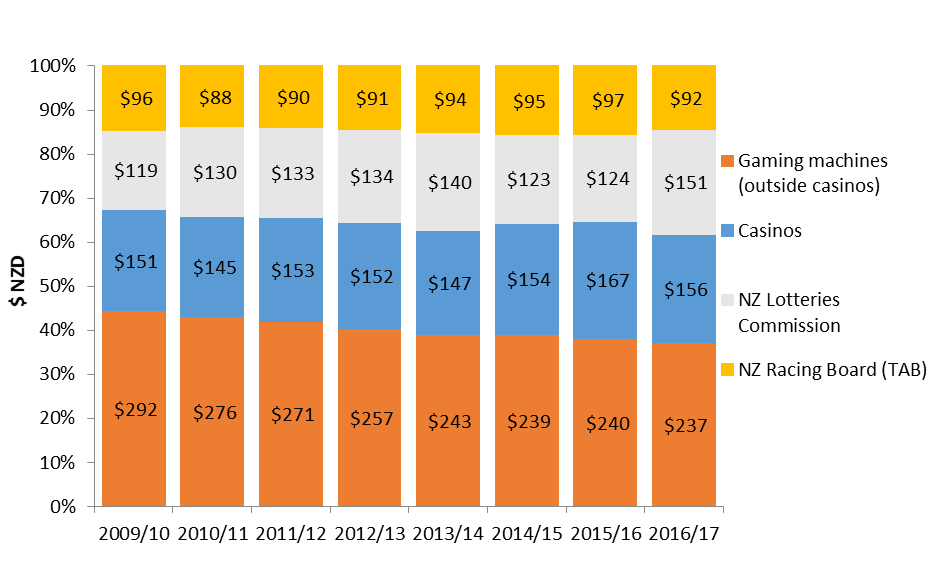 100%
90%
80%
70%
60%
50%
40%
30%
20%
10%
0%
$ NZD
$96 $88 $90 $91 $94 $95 $97 $92
$119 $130 $133 $134 $140 $123 $124 $151
$151 $145 $153 $152 $147 $154 $167 $156
$292 $276 $271 $257 $243 $239 $240 $237
2009/10 2010/11 2011/12 2012/13 2013/14 2014/15 2015/16 2016/17
Gaming machines
(outside casinos)
Casinos
NZ Lotteries
Commission
NZ Racing Board (TAB)